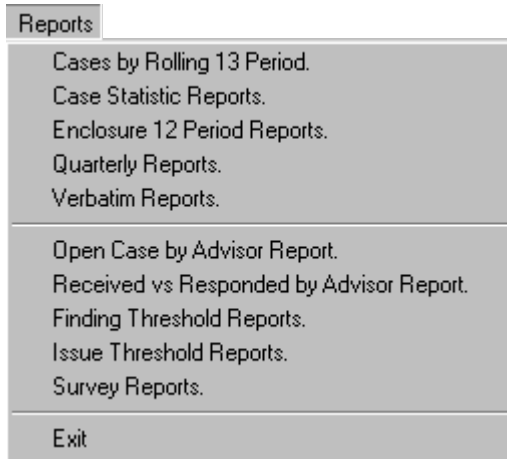 Reports
Cases by Rolling 13 Period.
Case Statistic Reports.
Enclosure 12 Period Reports.
Quarterly Reports.
Verbatim Reports.
Open Case by Advisor Report.
Received vs Responded by Advisor Report.
Finding Threshold Reports.
Issue Threshold Reports.
Survey Reports.
Exit